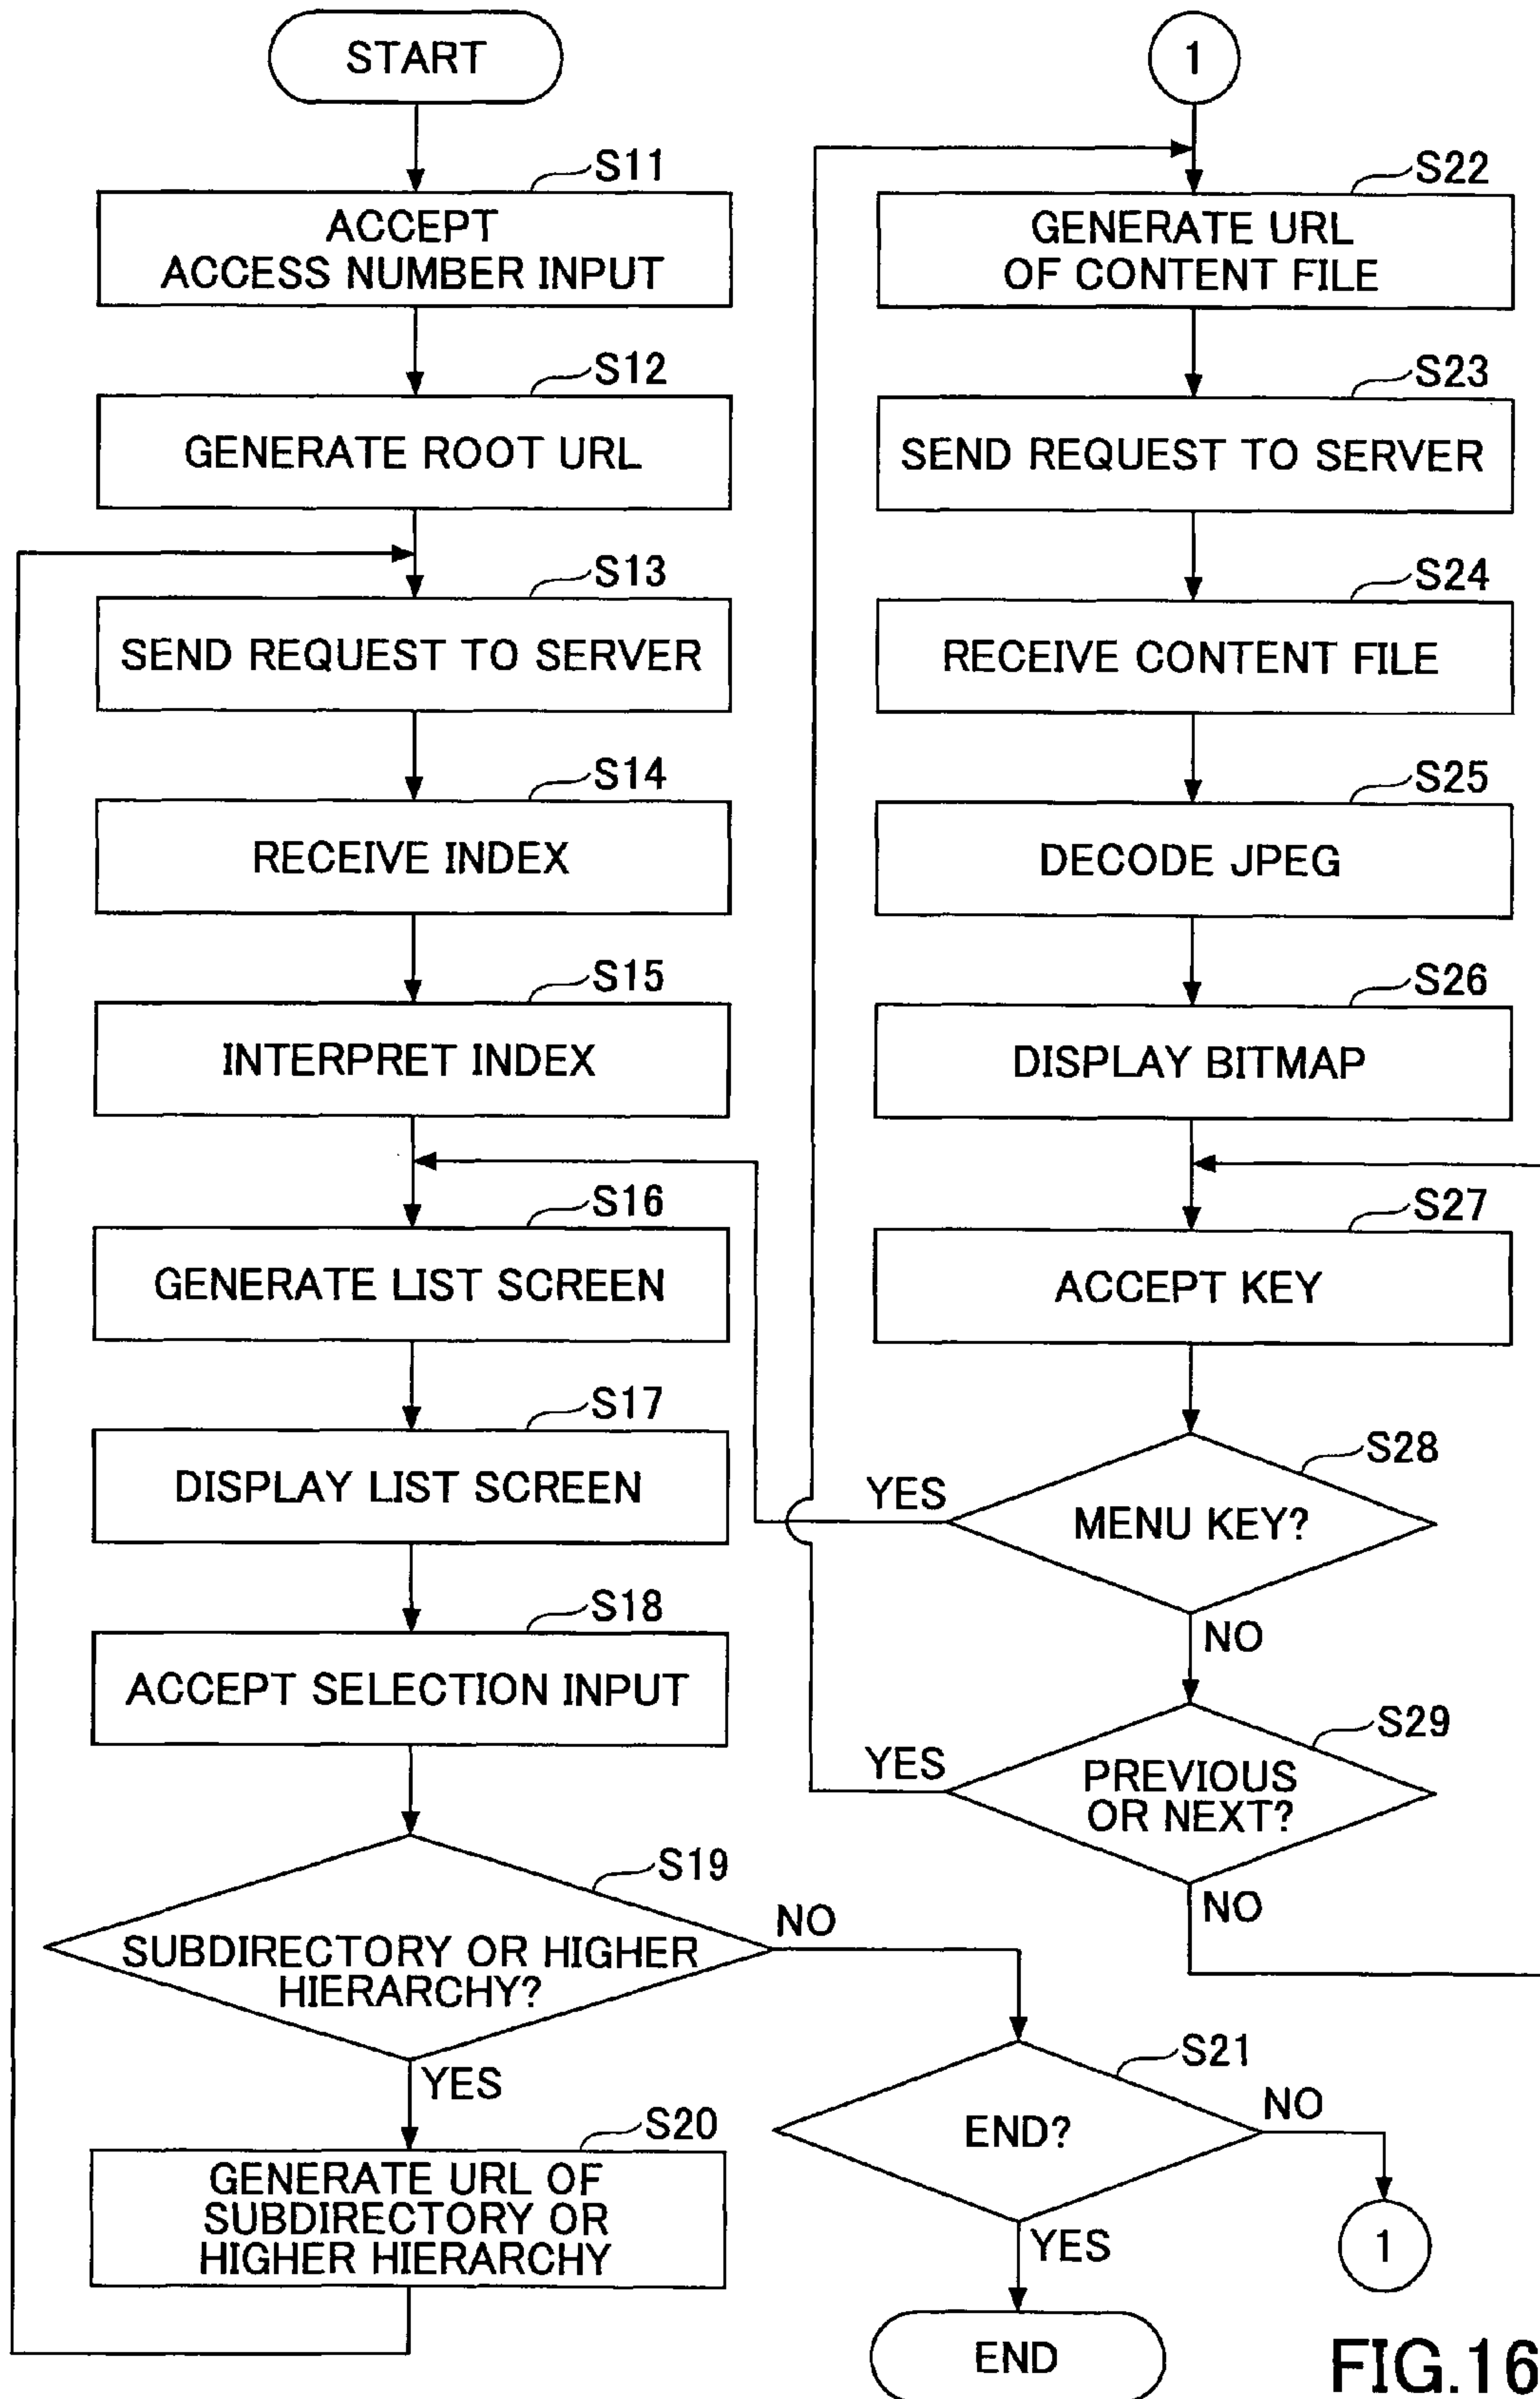 START
S11
ACCEPT
ACCESS NUMBER INPUT
S12
GENERATE ROOT URL
S13
SEND REQUEST TO SERVER
S14
RECEIVE INDEX
S15
INTERPRET INDEX
S16
GENERATE LIST SCREEN
S17
DISPLAY LIST SCREEN
S18
ACCEPT SELECTION INPUT
S19
SUBDIRECTORY OR HIGHER
HIERARCHY?
NO
YES
S20
GENERATE URL OF
SUBDIRECTORY OR
HIGHER HIERARCHY
S21
END?
NO
1
YES
END
1
S22
GENERATE URL
OF CONTENT FILE
S23
SEND REQUEST TO SERVER
S24
RECEIVE CONTENT FILE
S25
DECODE JPEG
S26
DISPLAY BITMAP
S27
ACCEPT KEY
S28
MENU KEY?
YES
NO
S29
PREVIOUS
OR NEXT?
YES
NO
FIG.16